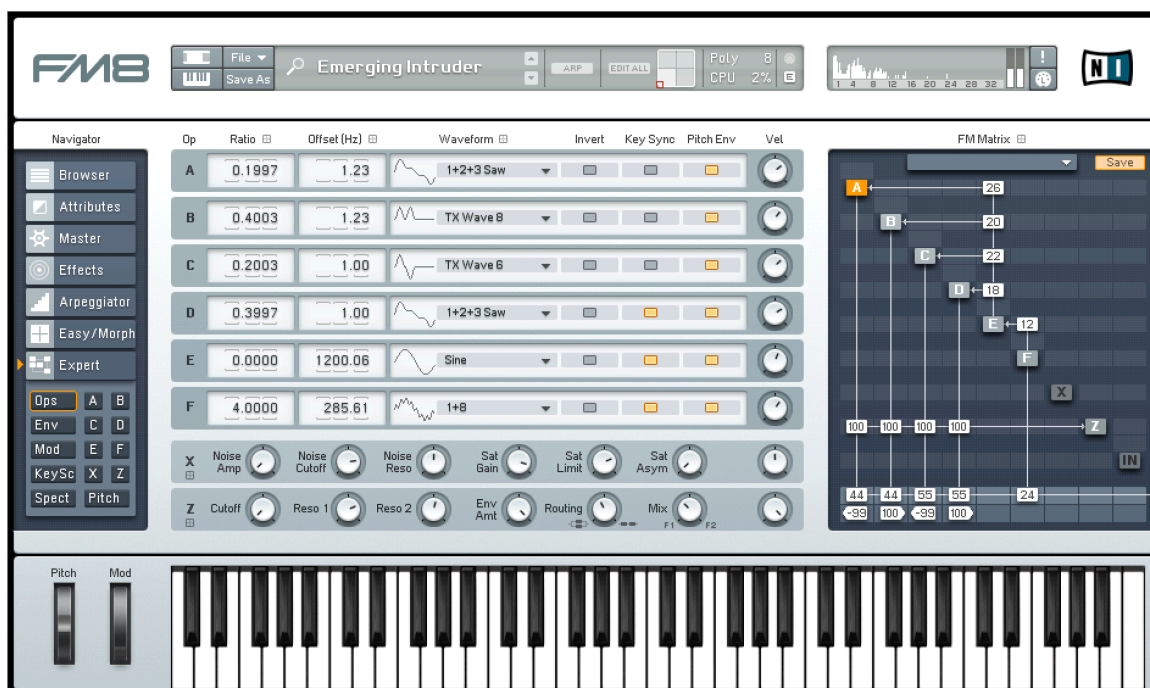 FM8
File
Save As
Emerging Intruder
ARP
EDIT ALL
Poly 8
CPU 2%
E
1 4 8 12 16 20 24 28 32
!
NI
Navigator
Browser
Attributes
Master
Effects
Arpeggiator
Easy/Morph
Expert
Ops A B
Env C D
Mod E F
KeySc X Z
Spect Pitch
Op Ratio Offset (Hz) Waveform Invert Key Sync Pitch Env Vel
A 0.1997 1.23 1+2+3 Saw
B 0.4003 1.23 TX Wave 8
C 0.2003 1.00 TX Wave 6
D 0.3997 1.00 1+2+3 Saw
E 0.0000 1200.06 Sine
F 4.0000 285.61 1+8
X Noise Amp Noise Cutoff Noise Reso Sat Gain Sat Limit Sat Asym
Z Cutoff Reso 1 Reso 2 Env Amt Routing Mix F1 F2
FM Matrix
Save
A 26
B 20
C 22
D 18
E 12
F
X
100 100 100 100 Z
IN
44 44 55 55 24
-99 100 -99 100
Pitch Mod